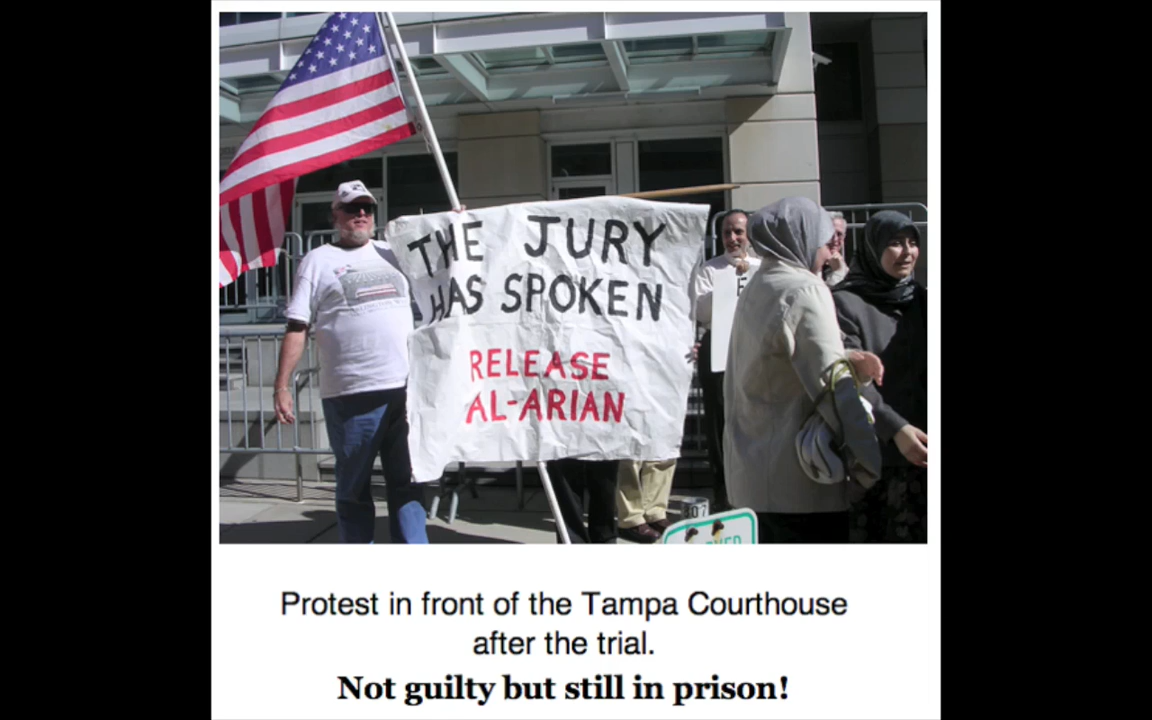 THE JURY
HAS SPOKEN
RELEASE
AL-ARIAN
E
307
Protest in front of the Tampa Courthouse
after the trial.
Not guilty but still in prison!